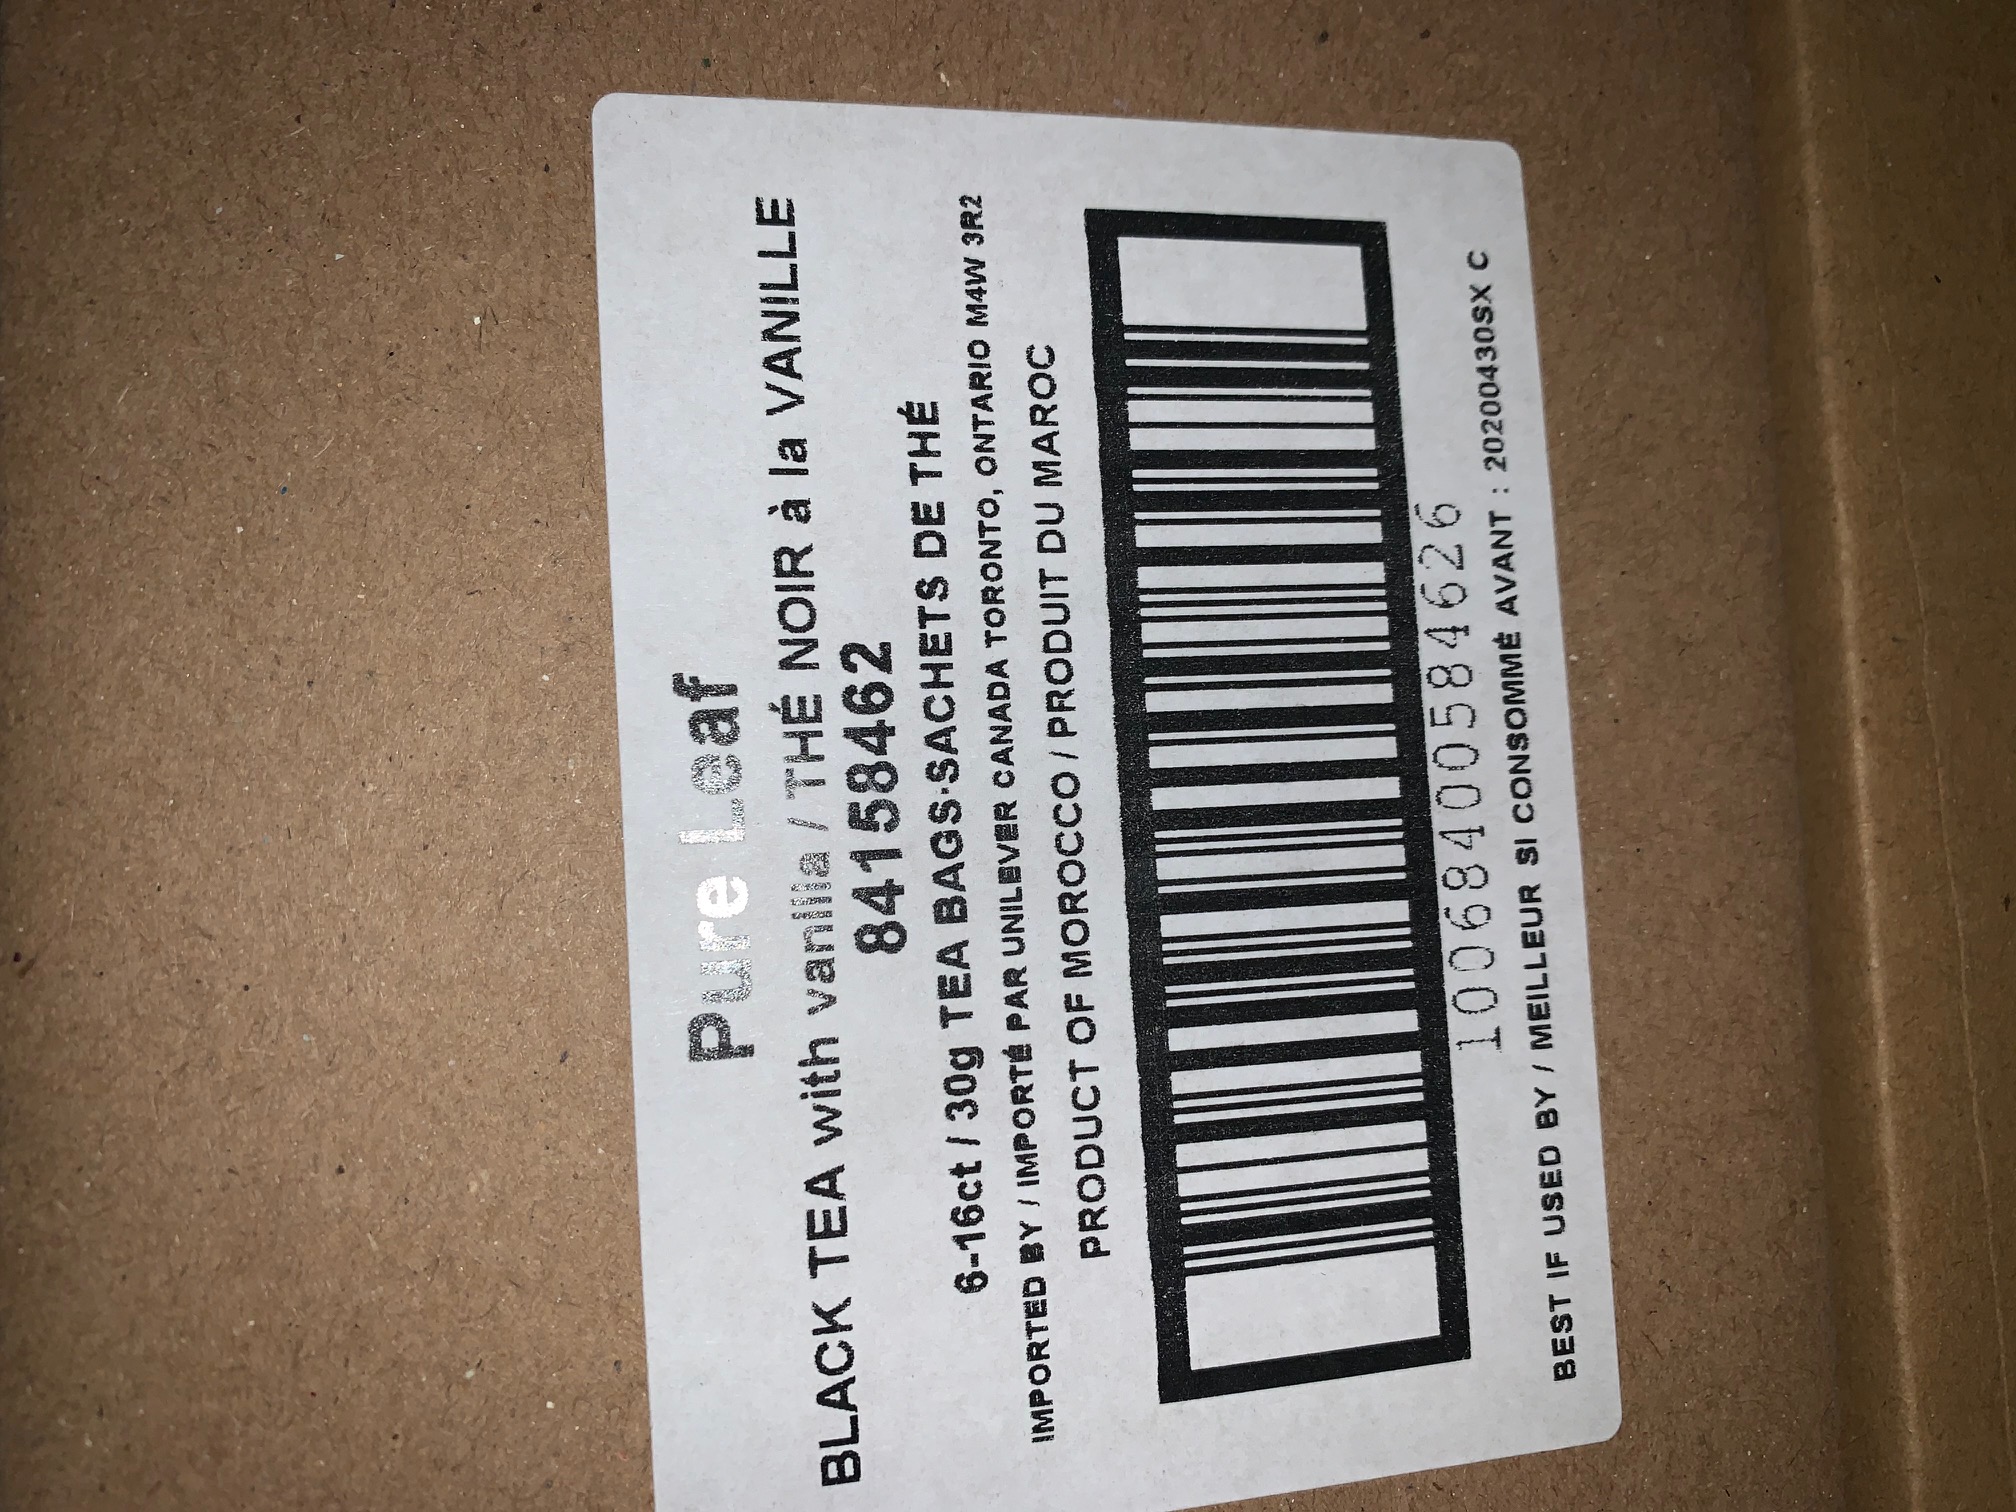 Pure Leaf
BLACK TEA with vanilla / THÉ NOIR à la VANILLE
84158462
6-16ct / 30g TEA BAGS·SACHETS DE THÉ
IMPORTED BY / IMPORTÉ PAR UNILEVER CANADA TORONTO, ONTARIO M4W 3R2
PRODUCT OF MOROCCO / PRODUIT DU MAROC
10068400584626
BEST IF USED BY / MEILLEUR SI CONSOMMÉ AVANT : 20200430SX C